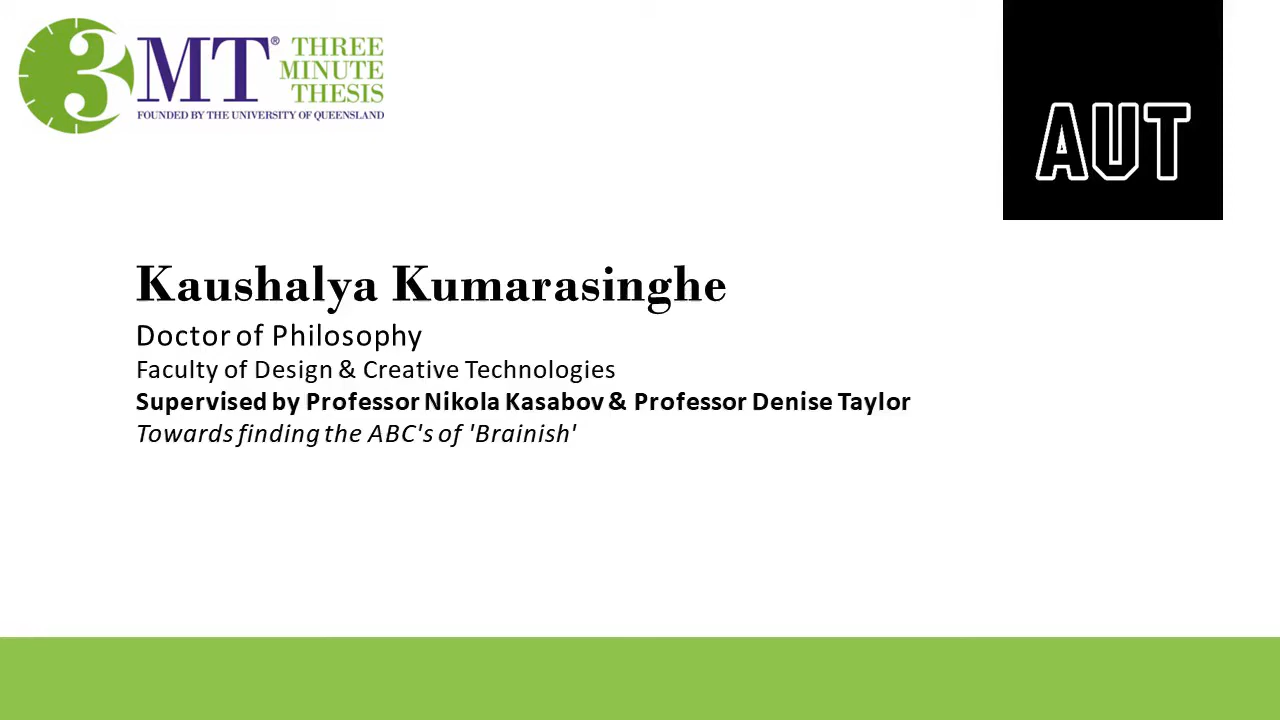 3MT® THREE
MINUTE
THESIS
FOUNDED BY THE UNIVERSITY OF QUEENSLAND
AUT
Kaushalya Kumarasinghe
Doctor of Philosophy
Faculty of Design & Creative Technologies
Supervised by Professor Nikola Kasabov & Professor Denise Taylor
Towards finding the ABC's of 'Brainish'